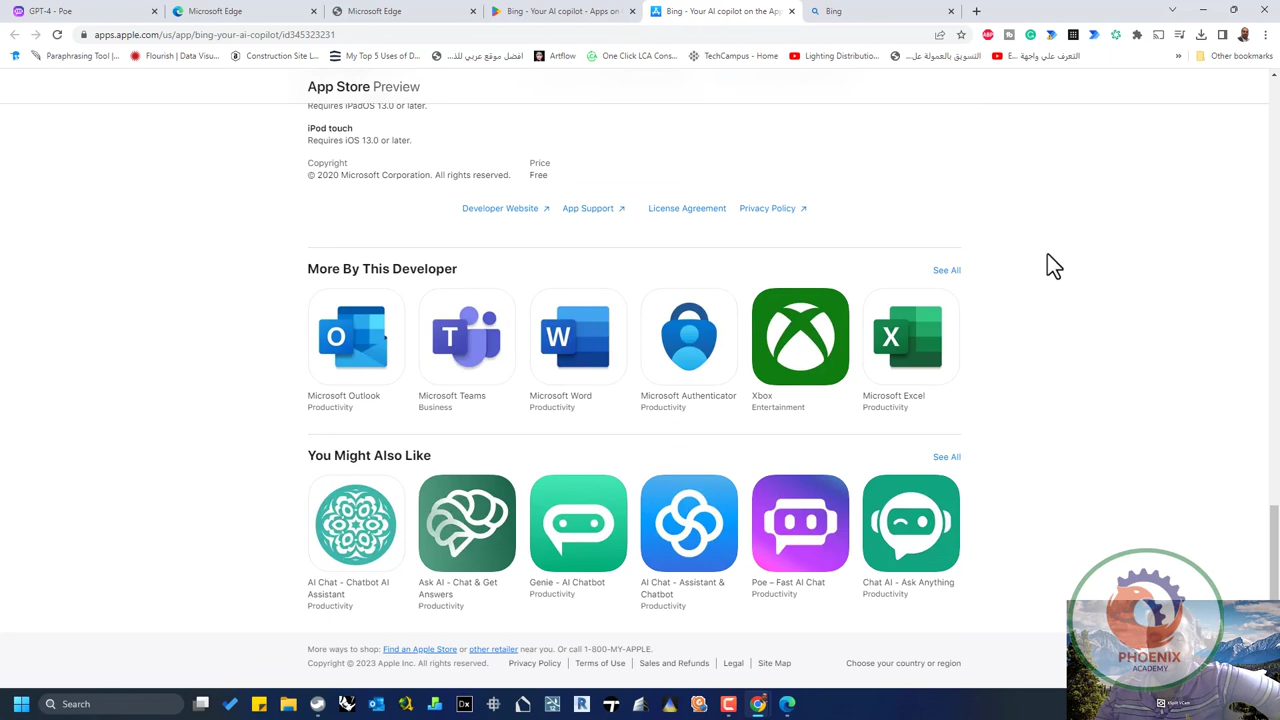 GPT-4 - Poe
Microsoft Edge
Microsoft Edge
Bing - Your AI copilot - Apps on
Bing - Your AI copilot on the App
Bing
apps.apple.com/us/app/bing-your-ai-copilot/id345323231
Paraphrasing Tool |
Flourish | Data Visu...
Construction and Le...
My Top 15 Uses of D...
افضل موقع عربي للذ...
Artflow
One Click LCA Cons...
TechCampus - Home
Lighting Distributio...
التسويق بالعمولة عل...
التعرف علي واجهة E...
Other bookmarks
App Store Preview
Requires iPadOS 13.0 or later.
iPod touch
Requires iOS 13.0 or later.
Copyright
© 2020 Microsoft Corporation. All rights reserved.
Price
Free
Developer Website
App Support
License Agreement
Privacy Policy
More By This Developer
See All
Microsoft Outlook
Productivity
Microsoft Teams
Business
Microsoft Word
Productivity
Microsoft Authenticator
Productivity
Xbox
Entertainment
Microsoft Excel
Productivity
You Might Also Like
See All
AI Chat - Chatbot AI
Assistant
Productivity
Ask AI - Chat & Get
Answers
Productivity
Genie - AI Chatbot
Productivity
AI Chat - Assistant &
Chatbot
Productivity
Poe – Fast AI Chat
Productivity
Chat AI - Ask Anything
Productivity
More ways to shop: Find an Apple Store or other retailer near you. Or call 1-800-MY-APPLE.
Copyright © 2023 Apple Inc. All rights reserved.
Privacy Policy
Terms of Use
Sales and Refunds
Legal
Site Map
Choose your country or region
PHOENIX
ACADEMY
XSplit VCam
Search